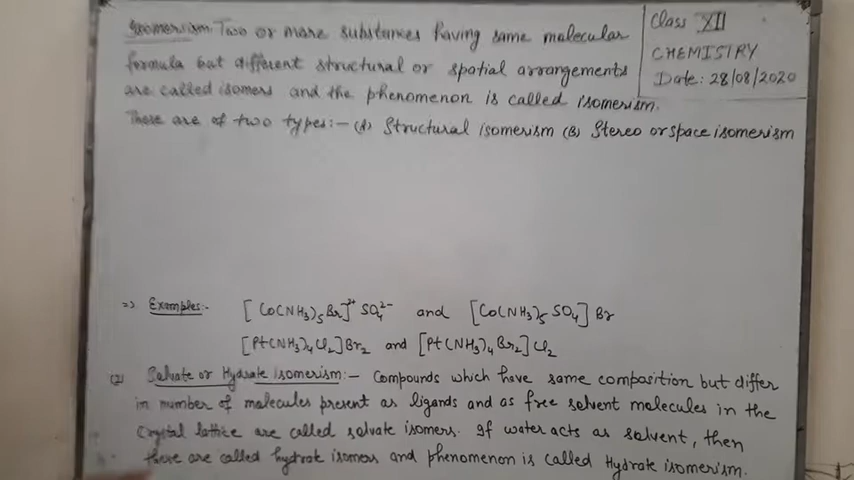 Isomerism Two or more substances having same molecular
formula but different structural or spatial arrangements
are called isomers and the phenomenon is called isomerism.
These are of two types:- (A) Structural isomerism (B) Stereo or space isomerism
Class XII
CHEMISTRY
Date: 28/08/2020
=> Examples:- [Co(NH3)5Br]2+ SO4 2- and [Co(NH3)5 SO4] Br
[Pt(NH3)4Cl2]Br2 and [Pt(NH3)4Br2]Cl2
(2) Solvate or Hydrate isomerism:- Compounds which have same composition but differ
in number of molecules present as ligands and as free solvent molecules in the
Crystal lattice are called solvate isomers. If water acts as solvent, then
these are called hydrate isomers and phenomenon is called Hydrate isomerism.